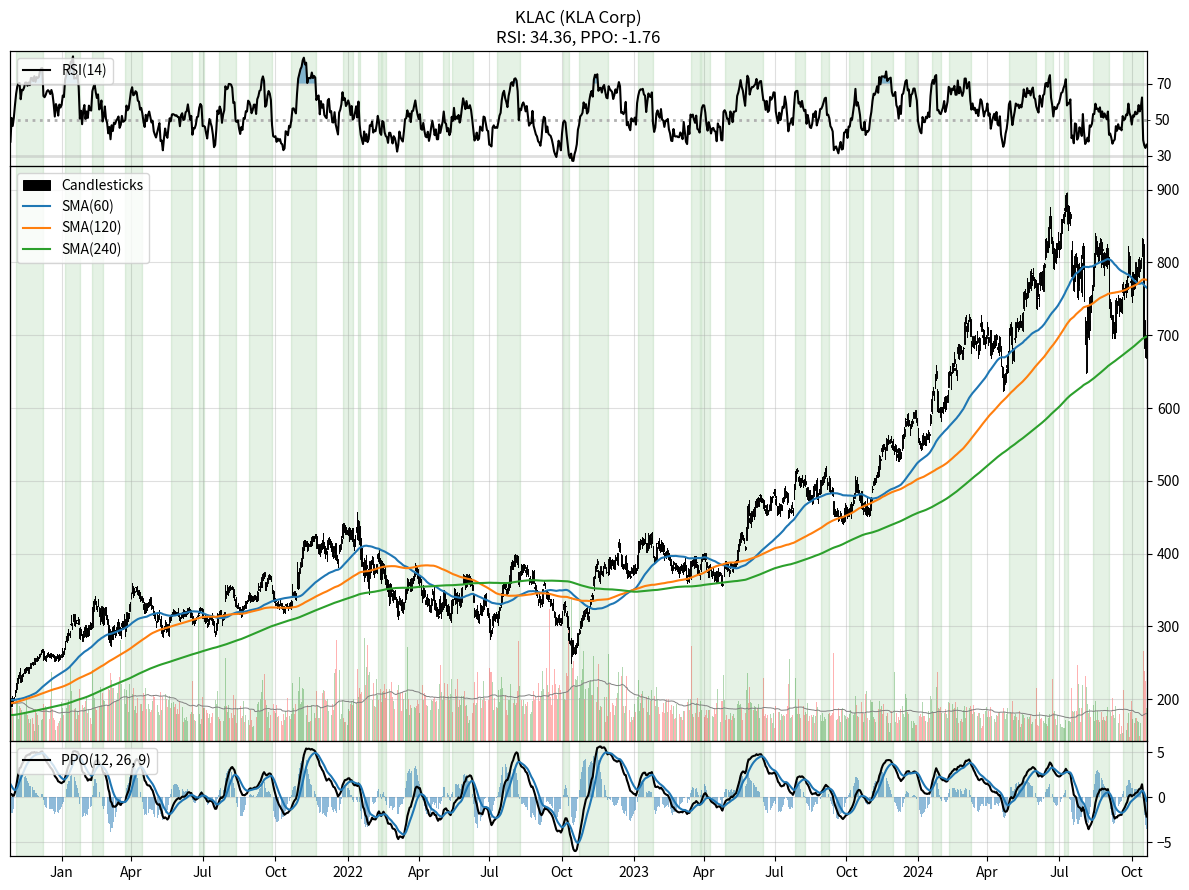 KLAC (KLA Corp)
RSI: 34.36, PPO: -1.76
RSI(14)
70
50
30
Candlesticks
SMA(60)
SMA(120)
SMA(240)
900
800
700
600
500
400
300
200
PPO(12, 26, 9)
5
0
−5
Jan Apr Jul Oct 2022 Apr Jul Oct 2023 Apr Jul Oct 2024 Apr Jul Oct